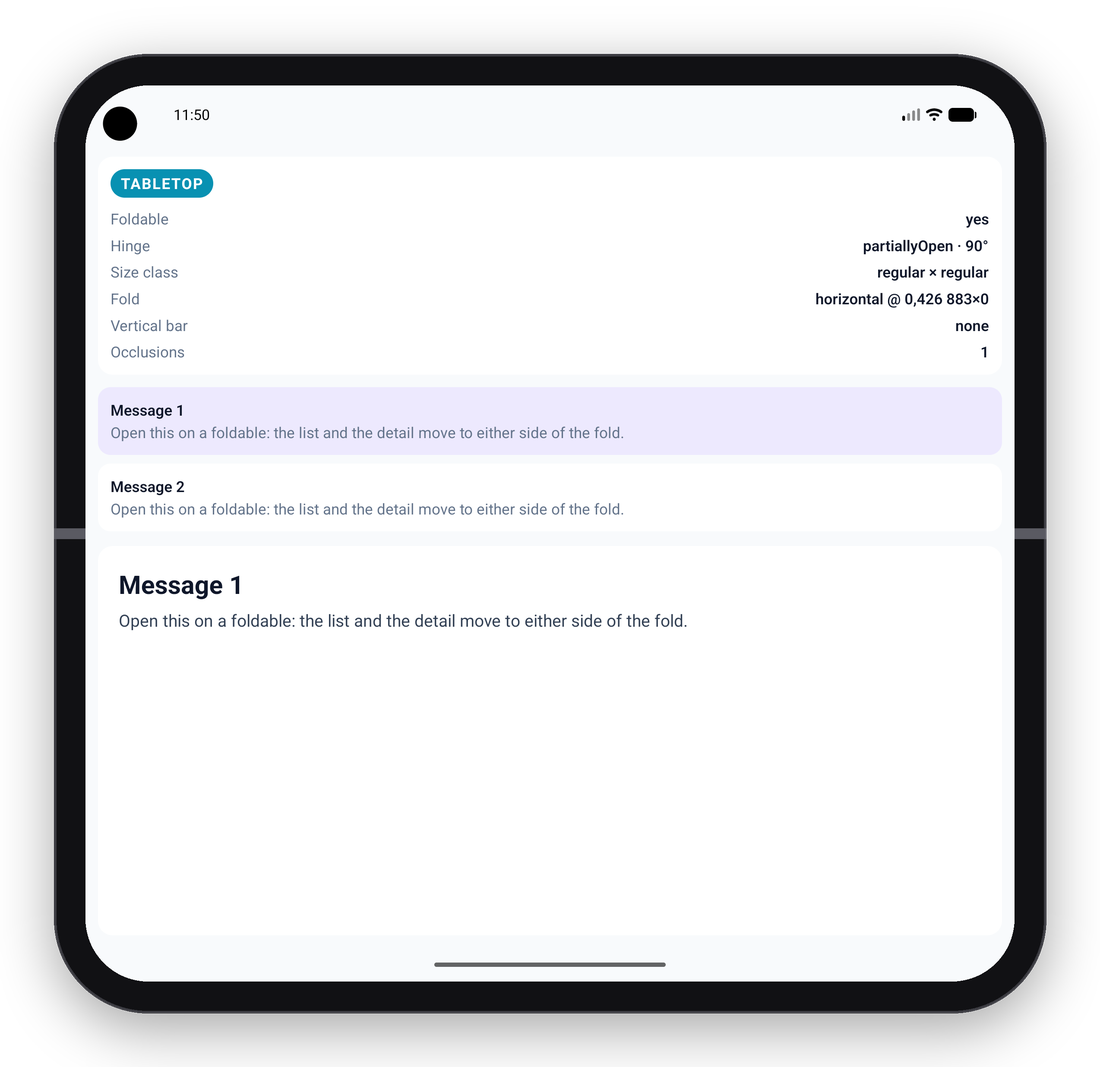 11:50
TABLETOP
Foldable yes
Hinge partiallyOpen · 90°
Size class regular × regular
Fold horizontal @ 0,426 883×0
Vertical bar none
Occlusions 1
Message 1
Open this on a foldable: the list and the detail move to either side of the fold.
Message 2
Open this on a foldable: the list and the detail move to either side of the fold.
Message 1
Open this on a foldable: the list and the detail move to either side of the fold.